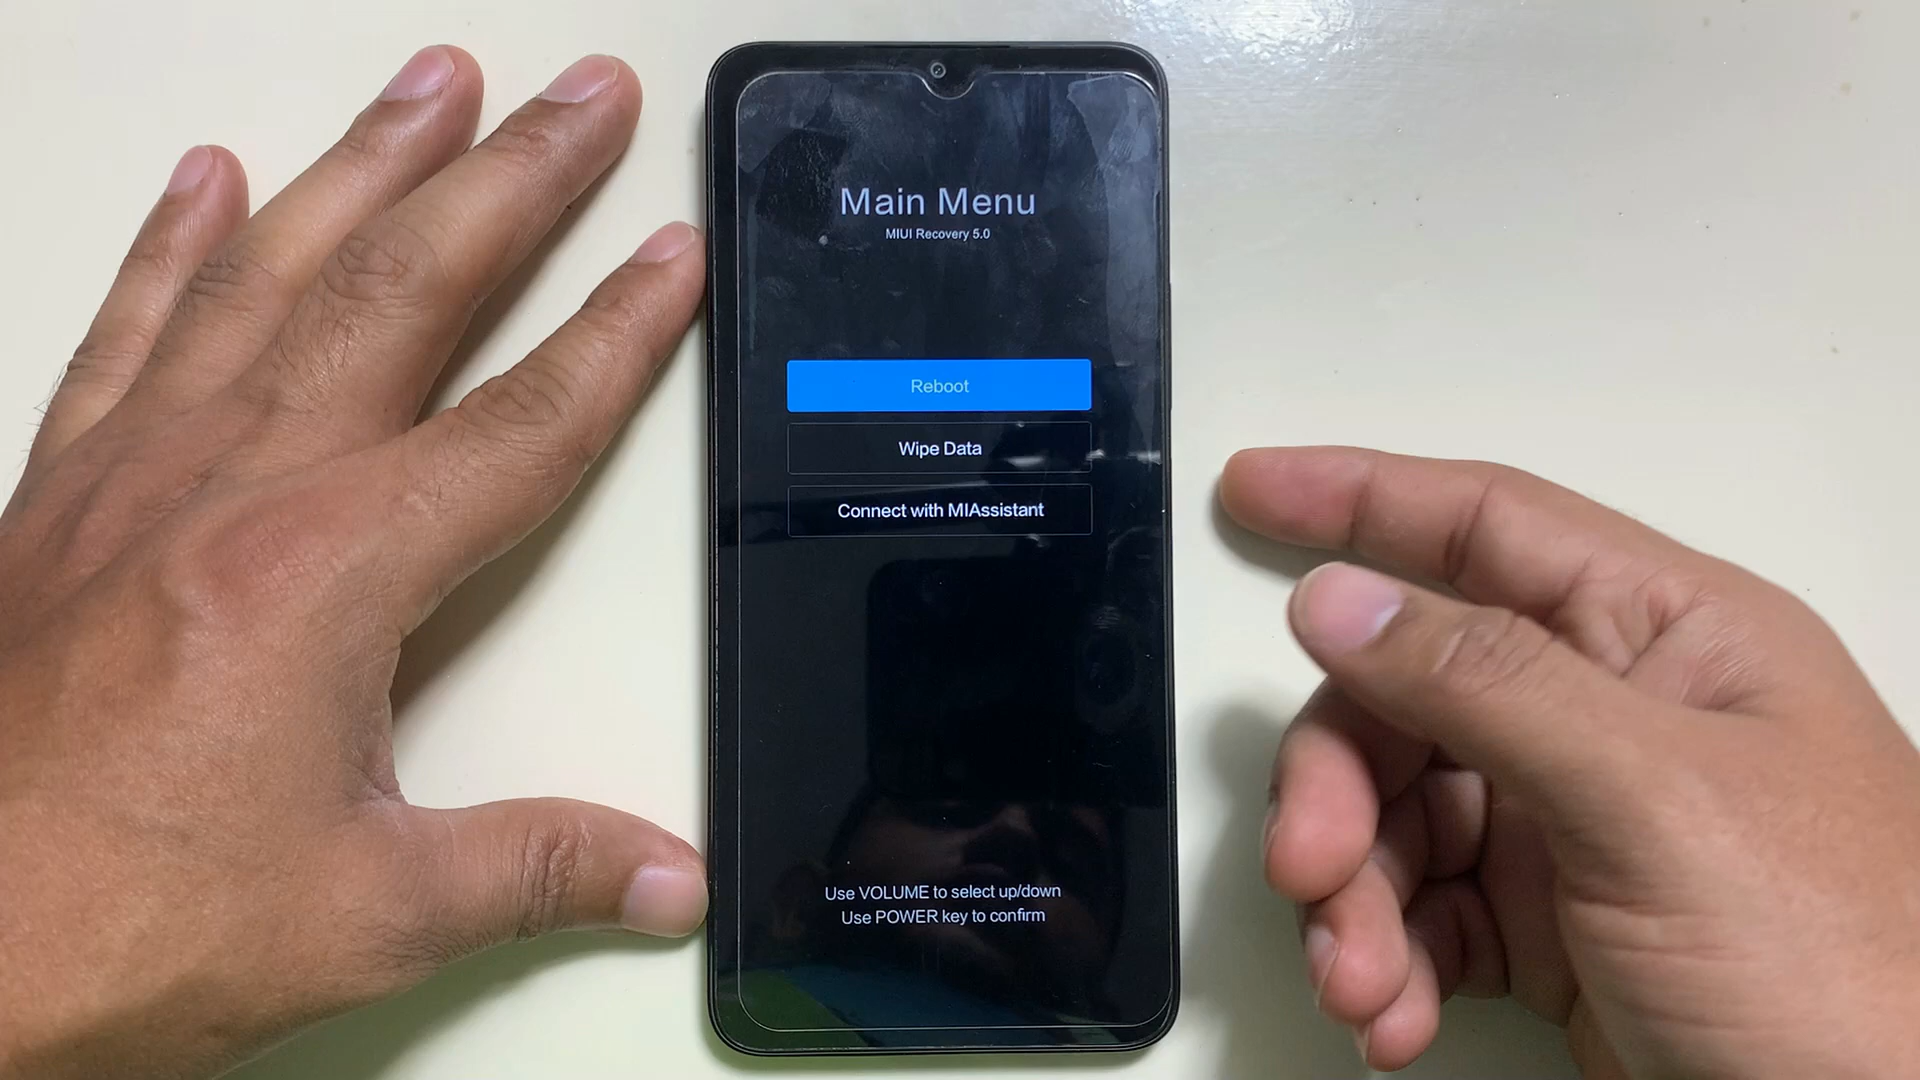 Main Menu
MIUI Recovery 5.0
Reboot
Wipe Data
Connect with MIAssistant
Use VOLUME to select up/down
Use POWER key to confirm